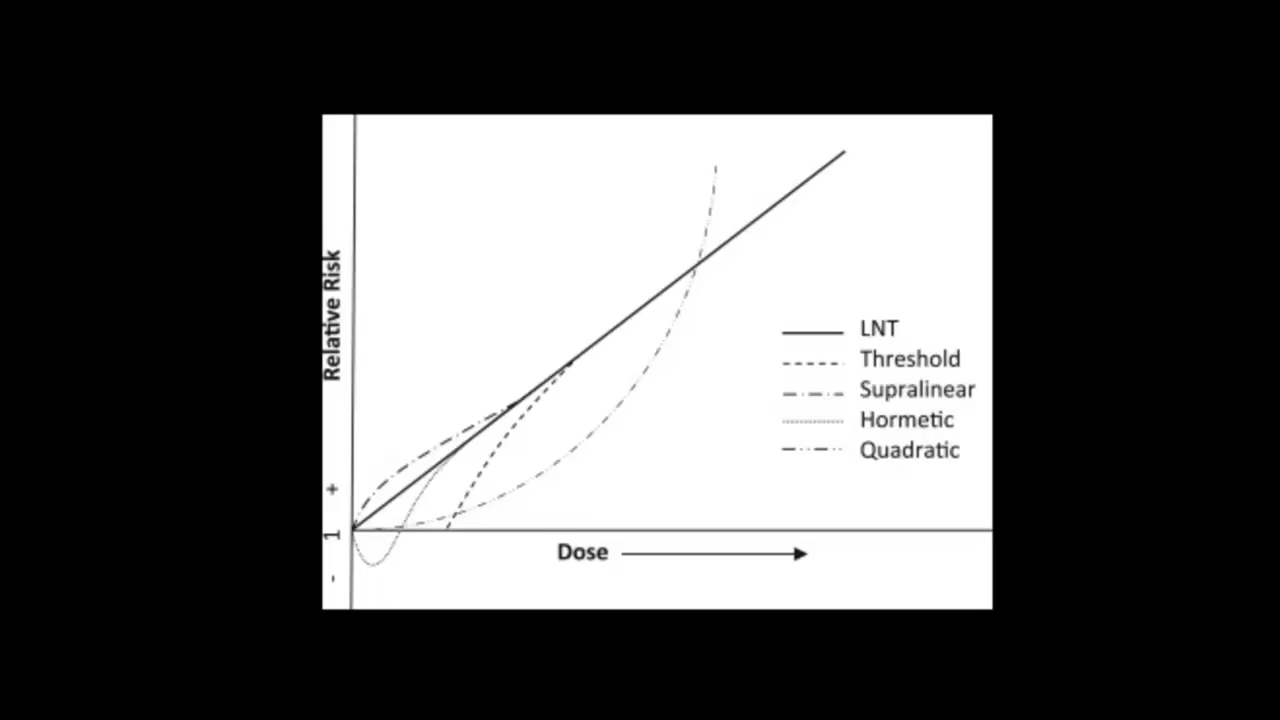 Relative Risk
+
1
-
LNT
Threshold
Supralinear
Hormetic
Quadratic
Dose